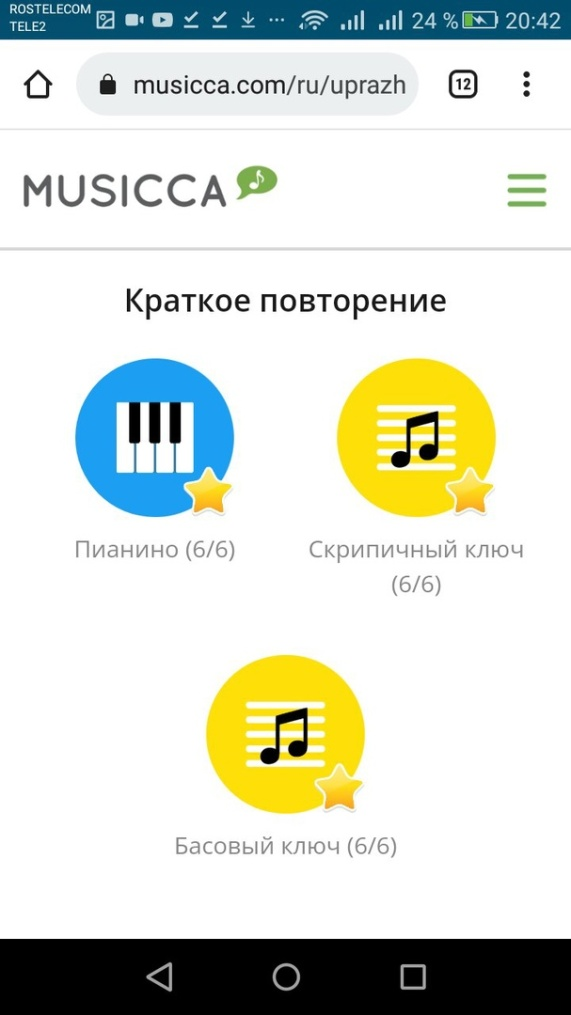 ROSTELECOM
TELE2
24 % 20:42
musicca.com/ru/uprazh
12
MUSICCA
Краткое повторение
Пианино (6/6)
Скрипичный ключ
(6/6)
Басовый ключ (6/6)